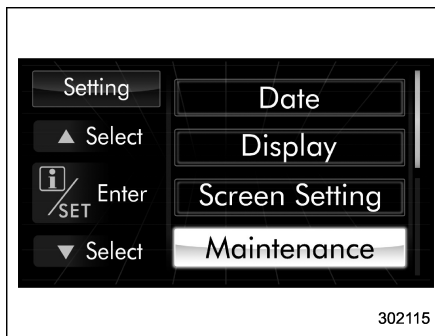 Setting
Date
▲ Select
Display
i/SET Enter
Screen Setting
▼ Select
Maintenance
302115